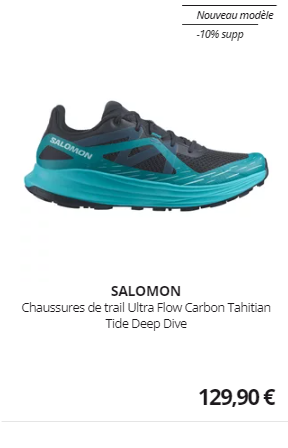 Nouveau modèle
-10% supp
SALOMON
SALOMON
Chaussures de trail Ultra Flow Carbon Tahitian
Tide Deep Dive
129,90 €